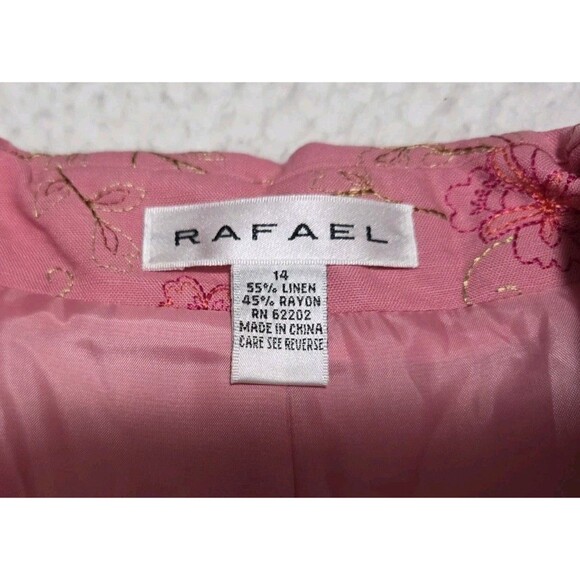 RAFAEL
14
55% LINEN
45% RAYON
RN 62202
MADE IN CHINA
CARE SEE REVERSE